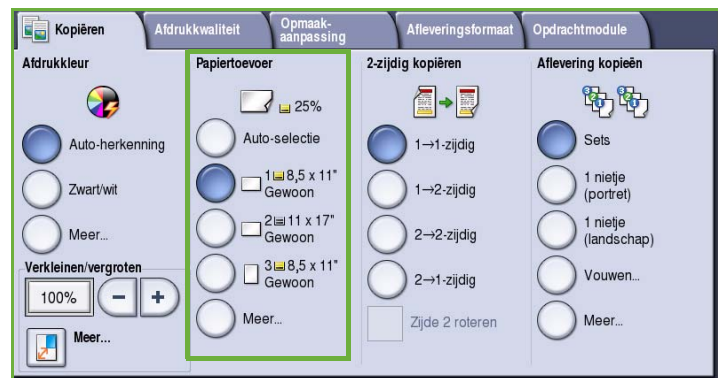 Kopiëren
Afdrukkwaliteit
Opmaak-
aanpassing
Afleveringsformaat
Opdrachtmodule
Afdrukkleur
Auto-herkenning
Zwart/wit
Meer...
Verkleinen/vergroten
100%
Meer...
Papiertoevoer
25%
Auto-selectie
1 8,5 x 11"
Gewoon
2 11 x 17"
Gewoon
3 8,5 x 11"
Gewoon
Meer...
2-zijdig kopiëren
1→1-zijdig
1→2-zijdig
2→2-zijdig
2→1-zijdig
Zijde 2 roteren
Aflevering kopieën
Sets
1 nietje
(portret)
1 nietje
(landschap)
Vouwen...
Meer...